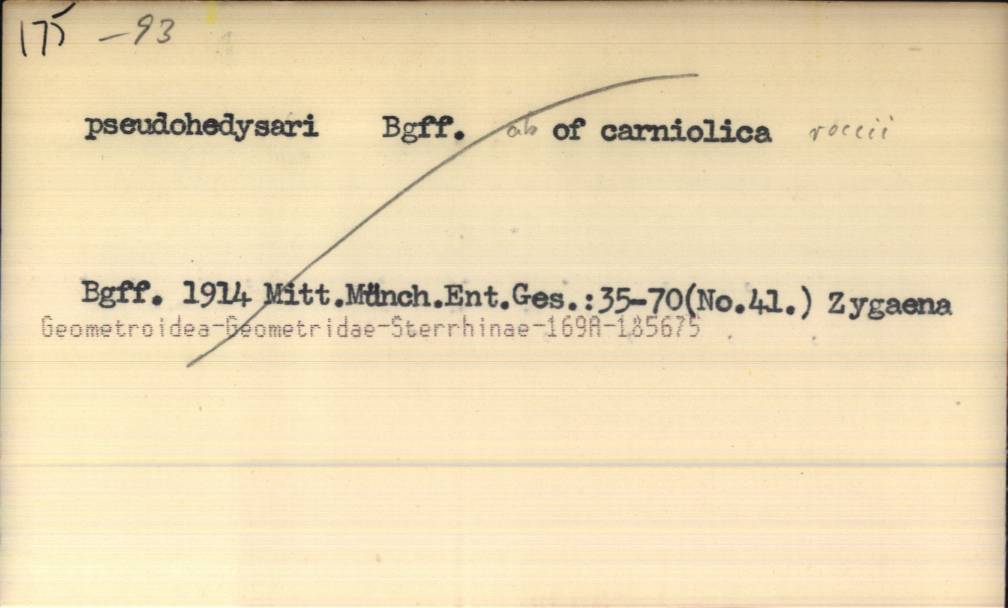 175 - 93
pseudohedysari Bgff. ab of carniolica roccii
Bgff. 1914 Mitt.Münch.Ent.Ges.:35-70(No.41.) Zygaena
Geometroidea-Geometridae-Sterrhinae-169A-185675